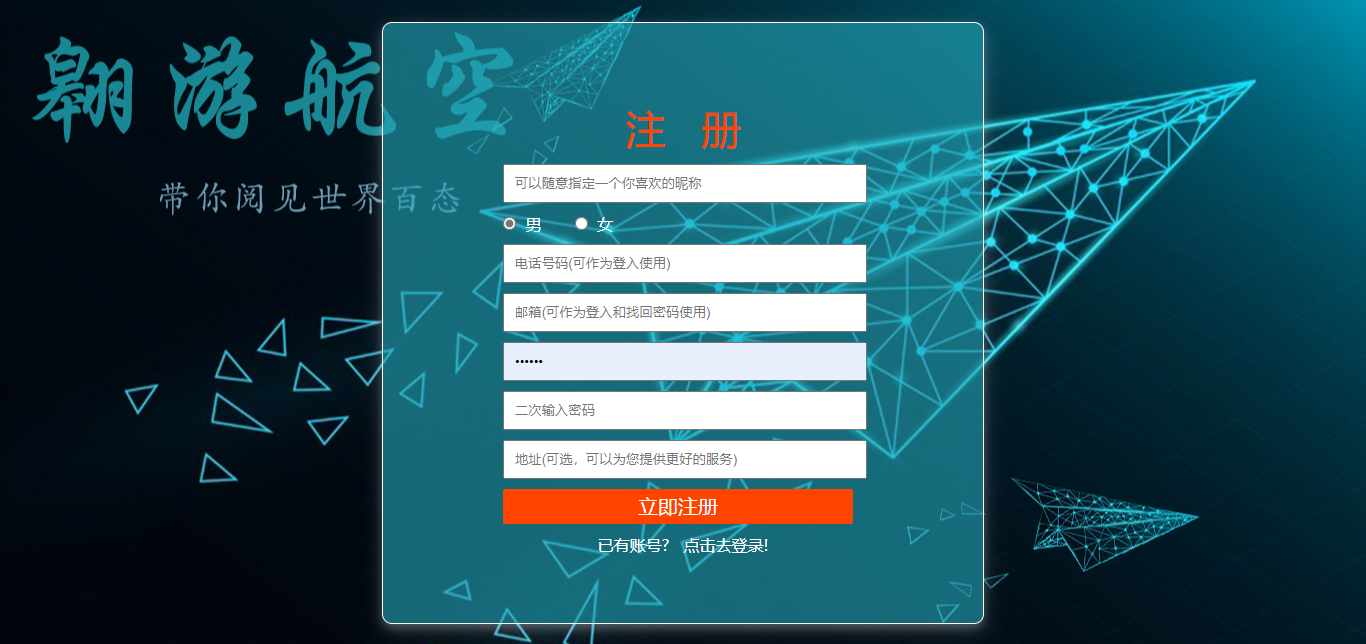 翱游航空
带你阅见世界百态
注 册
可以随意指定一个你喜欢的昵称
男 女
电话号码(可作为登入使用)
邮箱(可作为登入和找回密码使用)
••••••
二次输入密码
地址(可选，可以为您提供更好的服务)
立即注册
已有账号? 点击去登录!